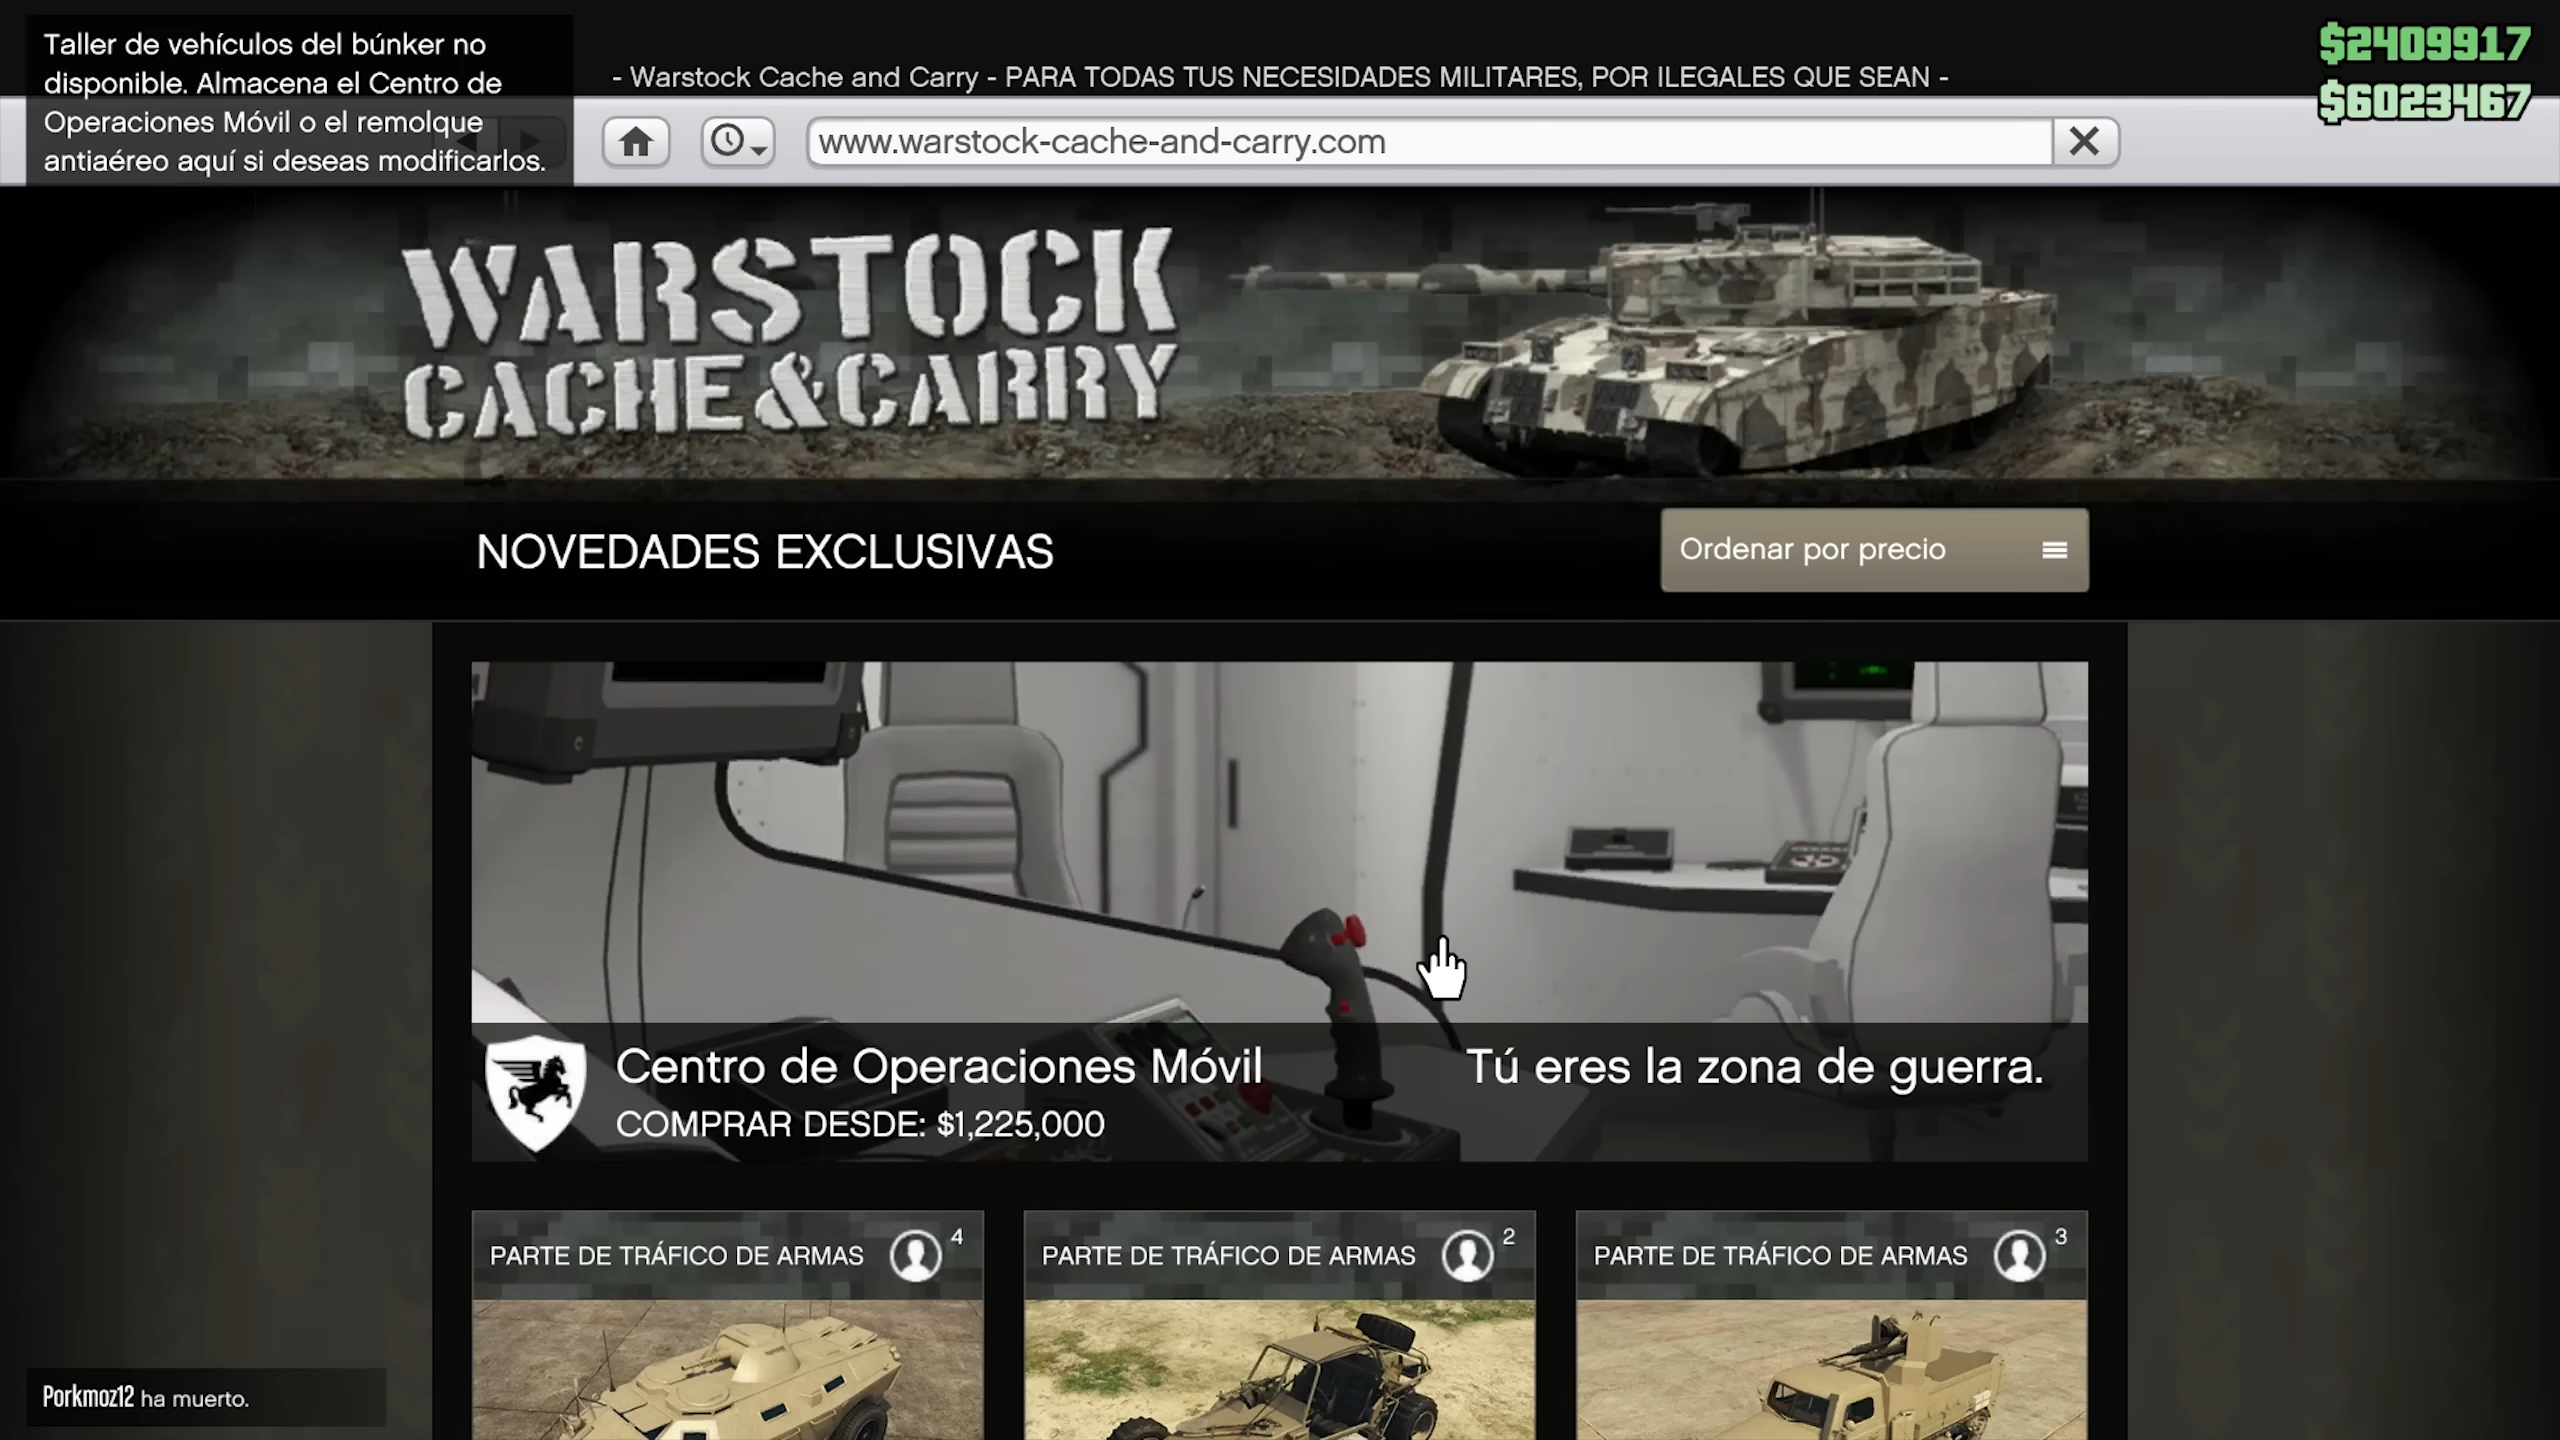 Taller de vehículos del búnker no
disponible. Almacena el Centro de
Operaciones Móvil o el remolque
antiaéreo aquí si deseas modificarlos.
- Warstock Cache and Carry - PARA TODAS TUS NECESIDADES MILITARES, POR ILEGALES QUE SEAN -
$2409917
$6023467
www.warstock-cache-and-carry.com
WARSTOCK
CACHE&CARRY
NOVEDADES EXCLUSIVAS
Ordenar por precio
Centro de Operaciones Móvil
Tú eres la zona de guerra.
COMPRAR DESDE: $1,225,000
PARTE DE TRÁFICO DE ARMAS 4
PARTE DE TRÁFICO DE ARMAS 2
PARTE DE TRÁFICO DE ARMAS 3
Porkmoz12 ha muerto.